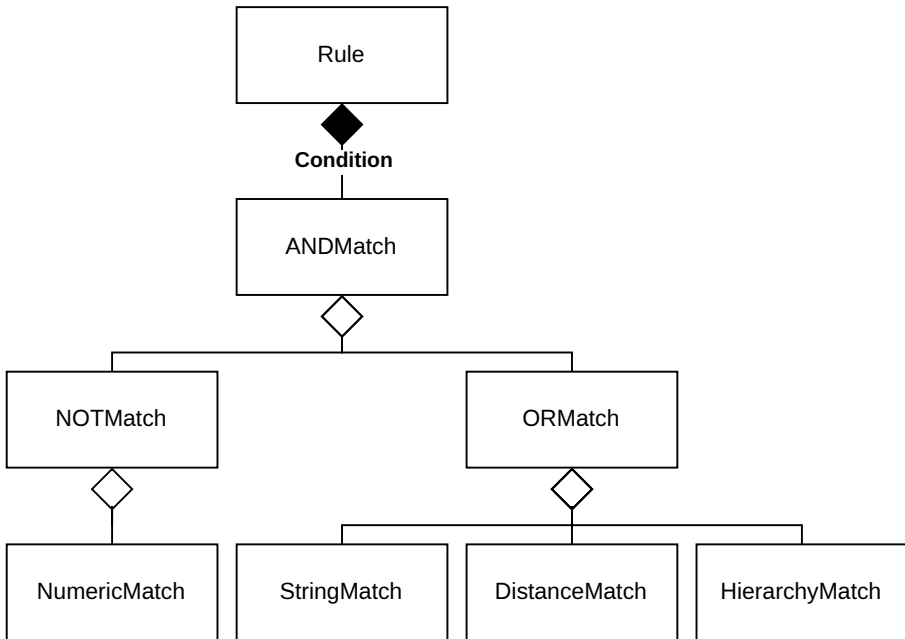 Rule
Condition
ANDMatch
NOTMatch
ORMatch
NumericMatch
StringMatch
DistanceMatch
HierarchyMatch